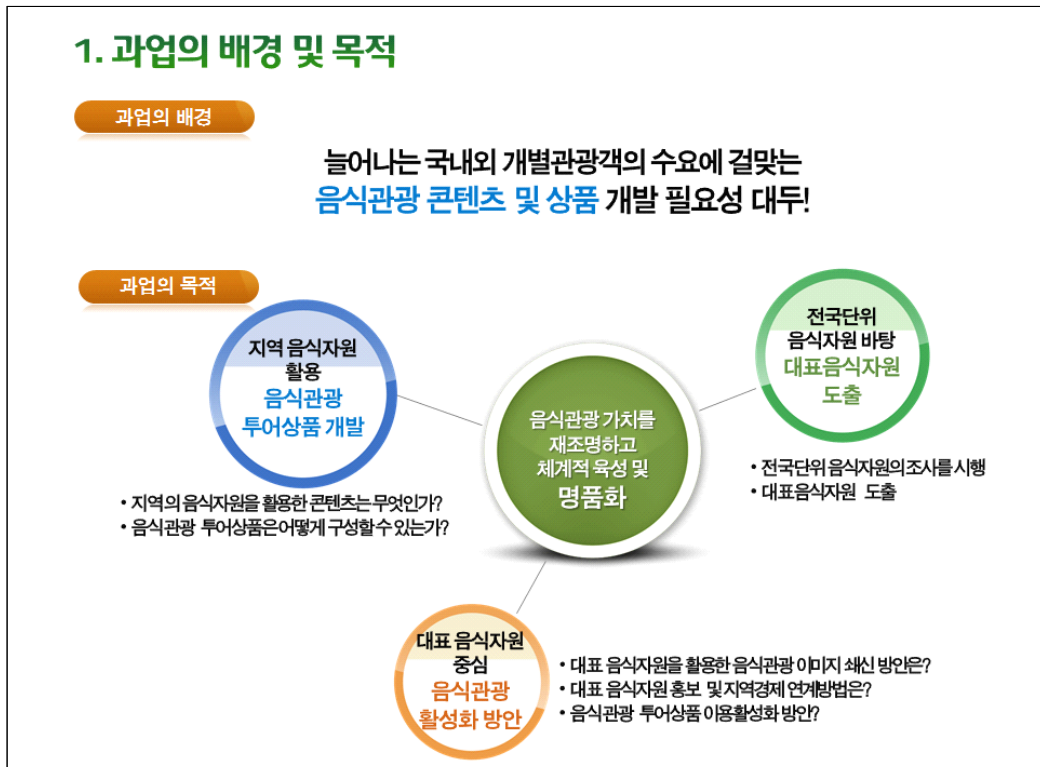 1. 과업의 배경 및 목적
과업의 배경
늘어나는 국내외 개별관광객의 수요에 걸맞는
음식관광 콘텐츠 및 상품 개발 필요성 대두!
과업의 목적
지역 음식자원
활용
음식관광
투어상품 개발
• 지역의 음식자원을 활용한 콘텐츠는 무엇인가?
• 음식관광 투어상품은 어떻게 구성할 수 있는가?
음식관광 가치를
재조명하고
체계적 육성 및
명품화
전국단위
음식자원 바탕
대표음식자원
도출
• 전국단위 음식자원의 조사를 시행
• 대표음식자원 도출
대표 음식자원
중심
음식관광
활성화 방안
• 대표 음식자원을 활용한 음식관광 이미지 쇄신 방안은?
• 대표 음식자원 홍보 및 지역경제 연계방법은?
• 음식관광 투어상품 이용활성화 방안?